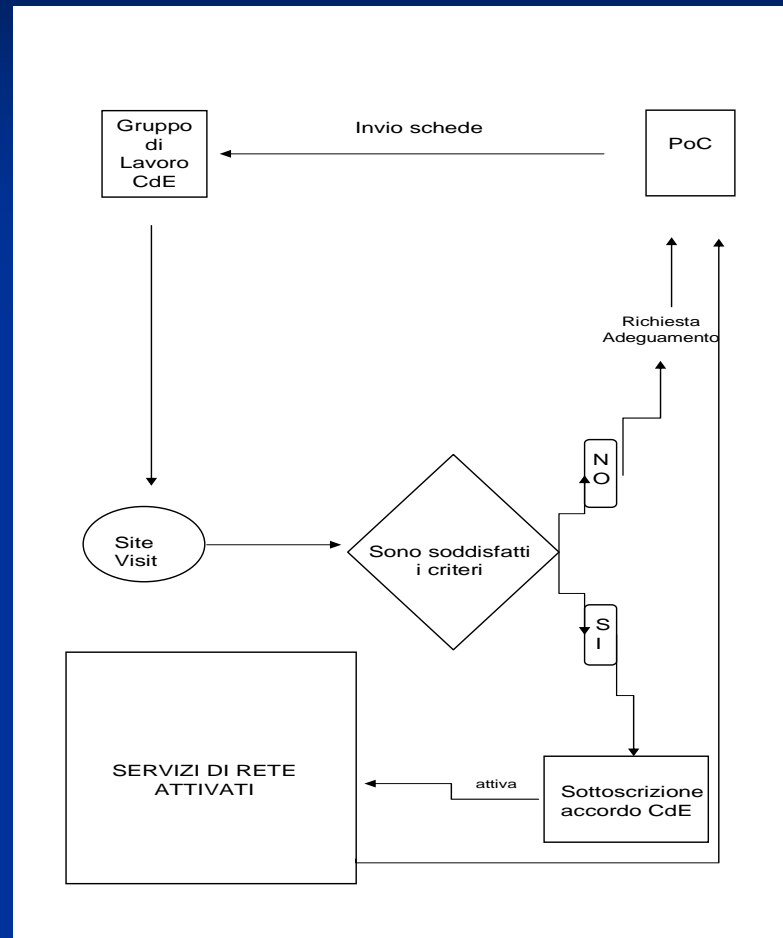 Gruppo
di
Lavoro
CdE
Invio schede
PoC
Richiesta
Adeguamento
N
O
Site
Visit
Sono soddisfatti
i criteri
S
I
SERVIZI DI RETE
ATTIVATI
attiva
Sottoscrizione
accordo CdE